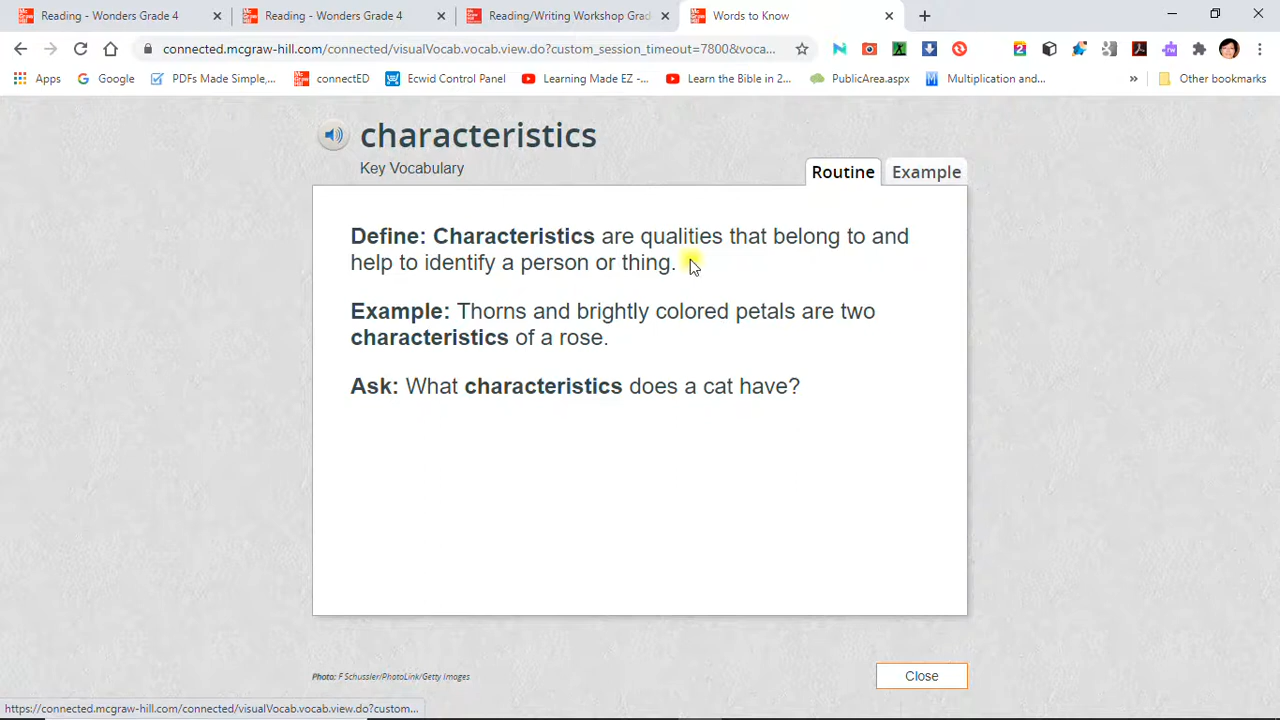 Reading - Wonders Grade 4
Reading - Wonders Grade 4
Reading/Writing Workshop Grad
Words to Know
connected.mcgraw-hill.com/connected/visualVocab.vocab.view.do?custom_session_timeout=7800&voca...
Apps
Google
PDFs Made Simple,...
connectED
Ecwid Control Panel
Learning Made EZ -...
Learn the Bible in 2...
PublicArea.aspx
Multiplication and...
»
Other bookmarks
characteristics
Key Vocabulary
Routine
Example
Define: Characteristics are qualities that belong to and
help to identify a person or thing.
Example: Thorns and brightly colored petals are two
characteristics of a rose.
Ask: What characteristics does a cat have?
Photo: F Schussler/PhotoLink/Getty Images
Close
https://connected.mcgraw-hill.com/connected/visualVocab.vocab.view.do?custom...